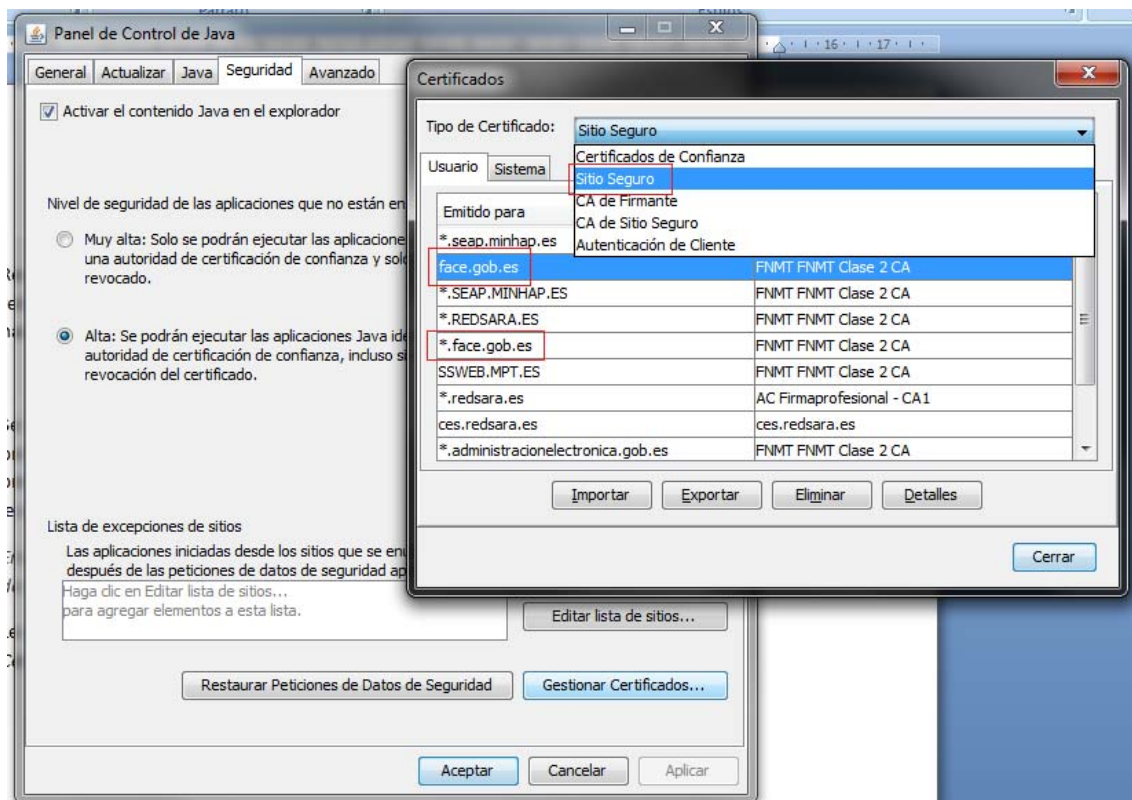 Panel de Control de Java
General Actualizar Java Seguridad Avanzado
Activar el contenido Java en el explorador
Nivel de seguridad de las aplicaciones que no están en
Muy alta: Solo se podrán ejecutar las
una autoridad de certificación de confianza y
revocado.
Alta: Se podrán ejecutar las aplicaciones Java
autoridad de certificación de confianza, incluso
revocación del certificado.
Lista de excepciones de sitios
Las aplicaciones iniciadas desde los sitios que se
después de las peticiones de datos de seguridad
Haga clic en Editar lista de sitios...
para agregar elementos a esta lista.
Editar lista de sitios...
Restaurar Peticiones de Datos de Seguridad Gestionar Certificados...
Aceptar Cancelar Aplicar
16 17
Certificados
Tipo de Certificado: Sitio Seguro
Certificados de Confianza
Sitio Seguro
CA de Firmante
CA de Sitio Seguro
Autenticación de Cliente
Usuario Sistema
Emitido para
*.seap.minhap.es
face.gob.es FNMT FNMT Clase 2 CA
*.SEAP.MINHAP.ES FNMT FNMT Clase 2 CA
*.REDSARA.ES FNMT FNMT Clase 2 CA
*.face.gob.es FNMT FNMT Clase 2 CA
SSWEB.MPT.ES FNMT FNMT Clase 2 CA
*.redsara.es AC Firmaprofesional - CA1
ces.redsara.es ces.redsara.es
*.administracionelectronica.gob.es FNMT FNMT Clase 2 CA
Importar Exportar Eliminar Detalles
Cerrar